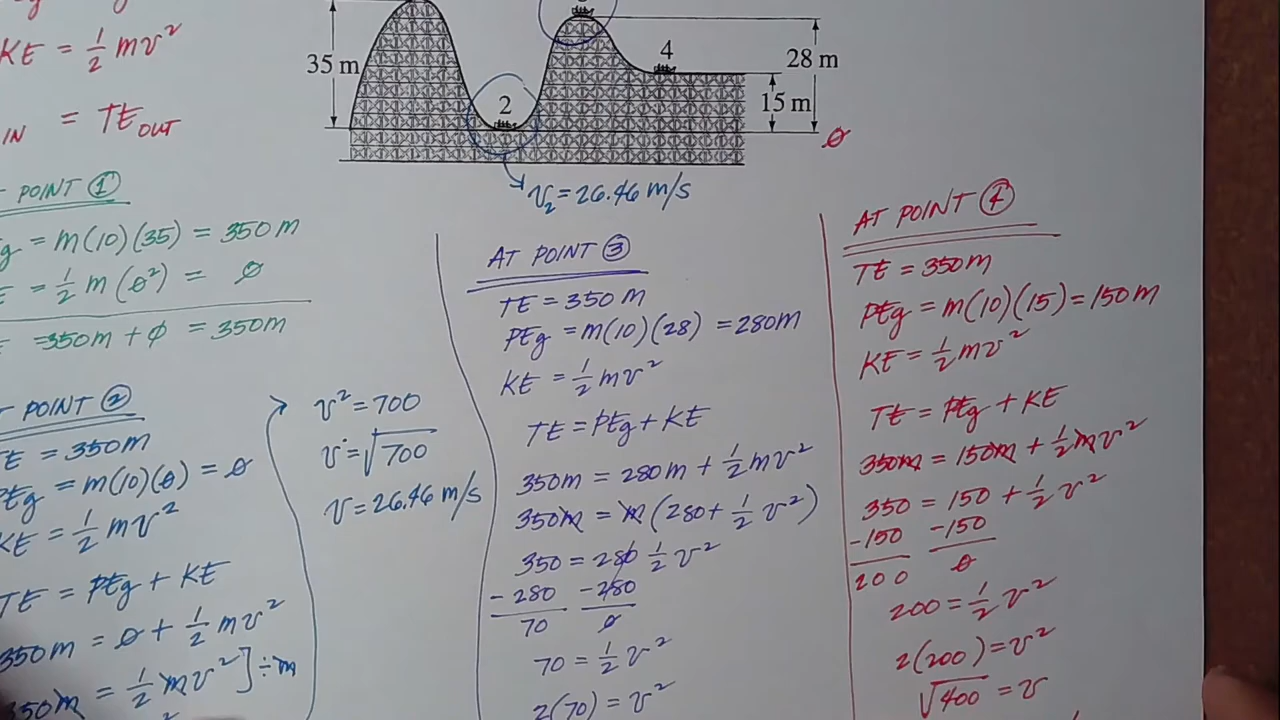 KE = ½ mv²
IN = TE OUT
35 m
2
4
28 m
15 m
θ
v₂ = 26.46 m/s
POINT ①
g = m(10)(35) = 350 m
= ½ m (θ²) = θ
= 350m + ϕ = 350m
POINT ②
TE = 350m
PEg = m(10)(θ) = θ
KE = ½ mv²
TE = PEg + KE
350m = θ + ½ mv²
350m = ½ mv² ] ÷ m
v² = 700
v = √700
v = 26.46 m/s
AT POINT ③
TE = 350 m
PEg = m(10)(28) = 280m
KE = ½ mv²
TE = PEg + KE
350m = 280m + ½ mv²
350m = m (280 + ½ v²)
350 = 280 ½ v²
- 280 - 280
70 θ
70 = ½ v²
2(70) = v²
AT POINT ④
TE = 350m
PEg = m(10)(15) = 150m
KE = ½ mv²
TE = PEg + KE
350m = 150m + ½ mv²
350 = 150 + ½ v²
-150 -150
200 θ
200 = ½ v²
2(200) = v²
√400 = v